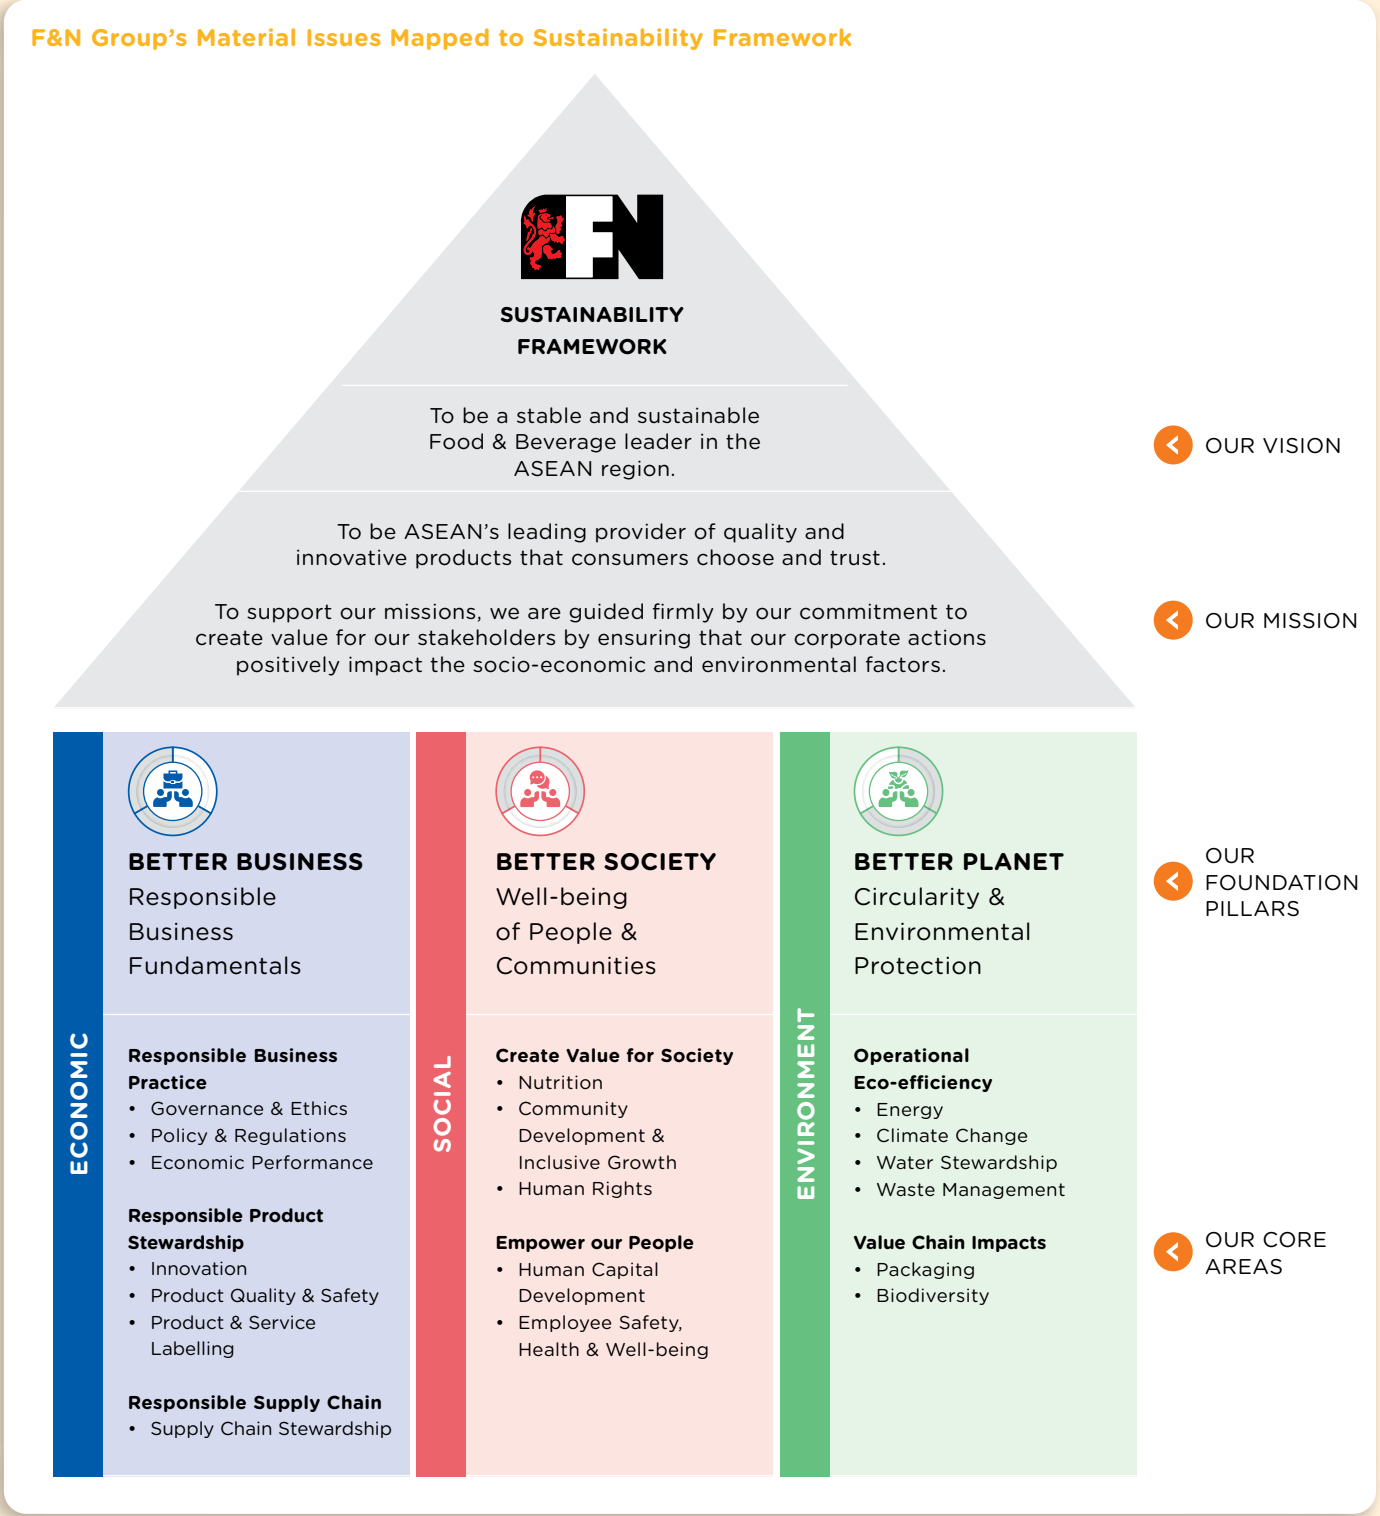 F&N Group’s Material Issues Mapped to Sustainability Framework
FN
SUSTAINABILITY
FRAMEWORK
To be a stable and sustainable
Food & Beverage leader in the
ASEAN region.
OUR VISION
To be ASEAN’s leading provider of quality and
innovative products that consumers choose and trust.
To support our missions, we are guided firmly by our commitment to
create value for our stakeholders by ensuring that our corporate actions
positively impact the socio-economic and environmental factors.
OUR MISSION
ECONOMIC
BETTER BUSINESS
Responsible
Business
Fundamentals
Responsible Business
Practice
• Governance & Ethics
• Policy & Regulations
• Economic Performance
Responsible Product
Stewardship
• Innovation
• Product Quality & Safety
• Product & Service
Labelling
Responsible Supply Chain
• Supply Chain Stewardship
SOCIAL
BETTER SOCIETY
Well-being
of People &
Communities
Create Value for Society
• Nutrition
• Community
Development &
Inclusive Growth
• Human Rights
Empower our People
• Human Capital
Development
• Employee Safety,
Health & Well-being
ENVIRONMENT
BETTER PLANET
Circularity &
Environmental
Protection
Operational
Eco-efficiency
• Energy
• Climate Change
• Water Stewardship
• Waste Management
Value Chain Impacts
• Packaging
• Biodiversity
OUR
FOUNDATION
PILLARS
OUR CORE
AREAS